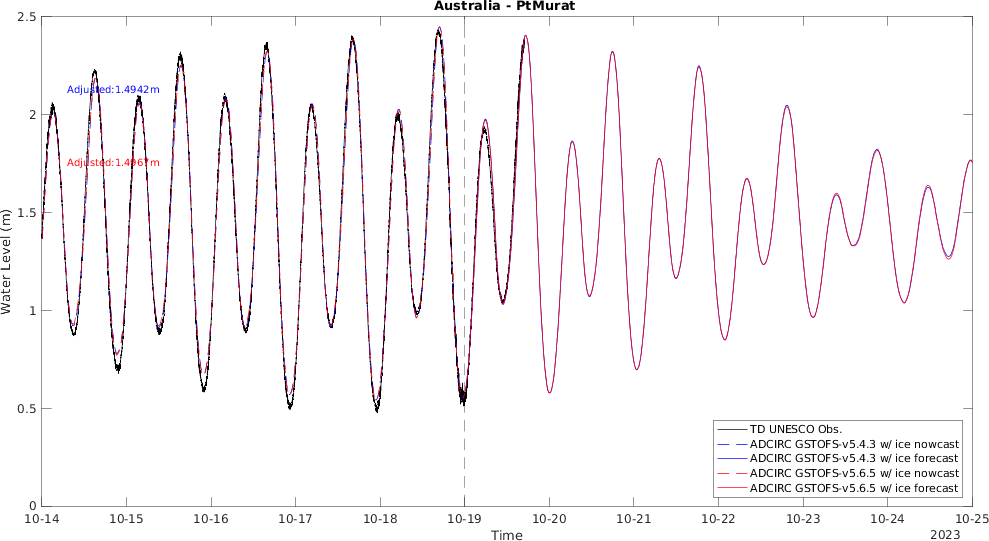 Australia - PtMurat
2.5
2
1.5
1
0.5
0
Water Level (m)
Adjusted:1.4942m
Adjusted:1.4967m
TD UNESCO Obs.
ADCIRC GSTOFS-v5.4.3 w/ ice nowcast
ADCIRC GSTOFS-v5.4.3 w/ ice forecast
ADCIRC GSTOFS-v5.6.5 w/ ice nowcast
ADCIRC GSTOFS-v5.6.5 w/ ice forecast
10-14 10-15 10-16 10-17 10-18 10-19 10-20 10-21 10-22 10-23 10-24 10-25
Time
2023